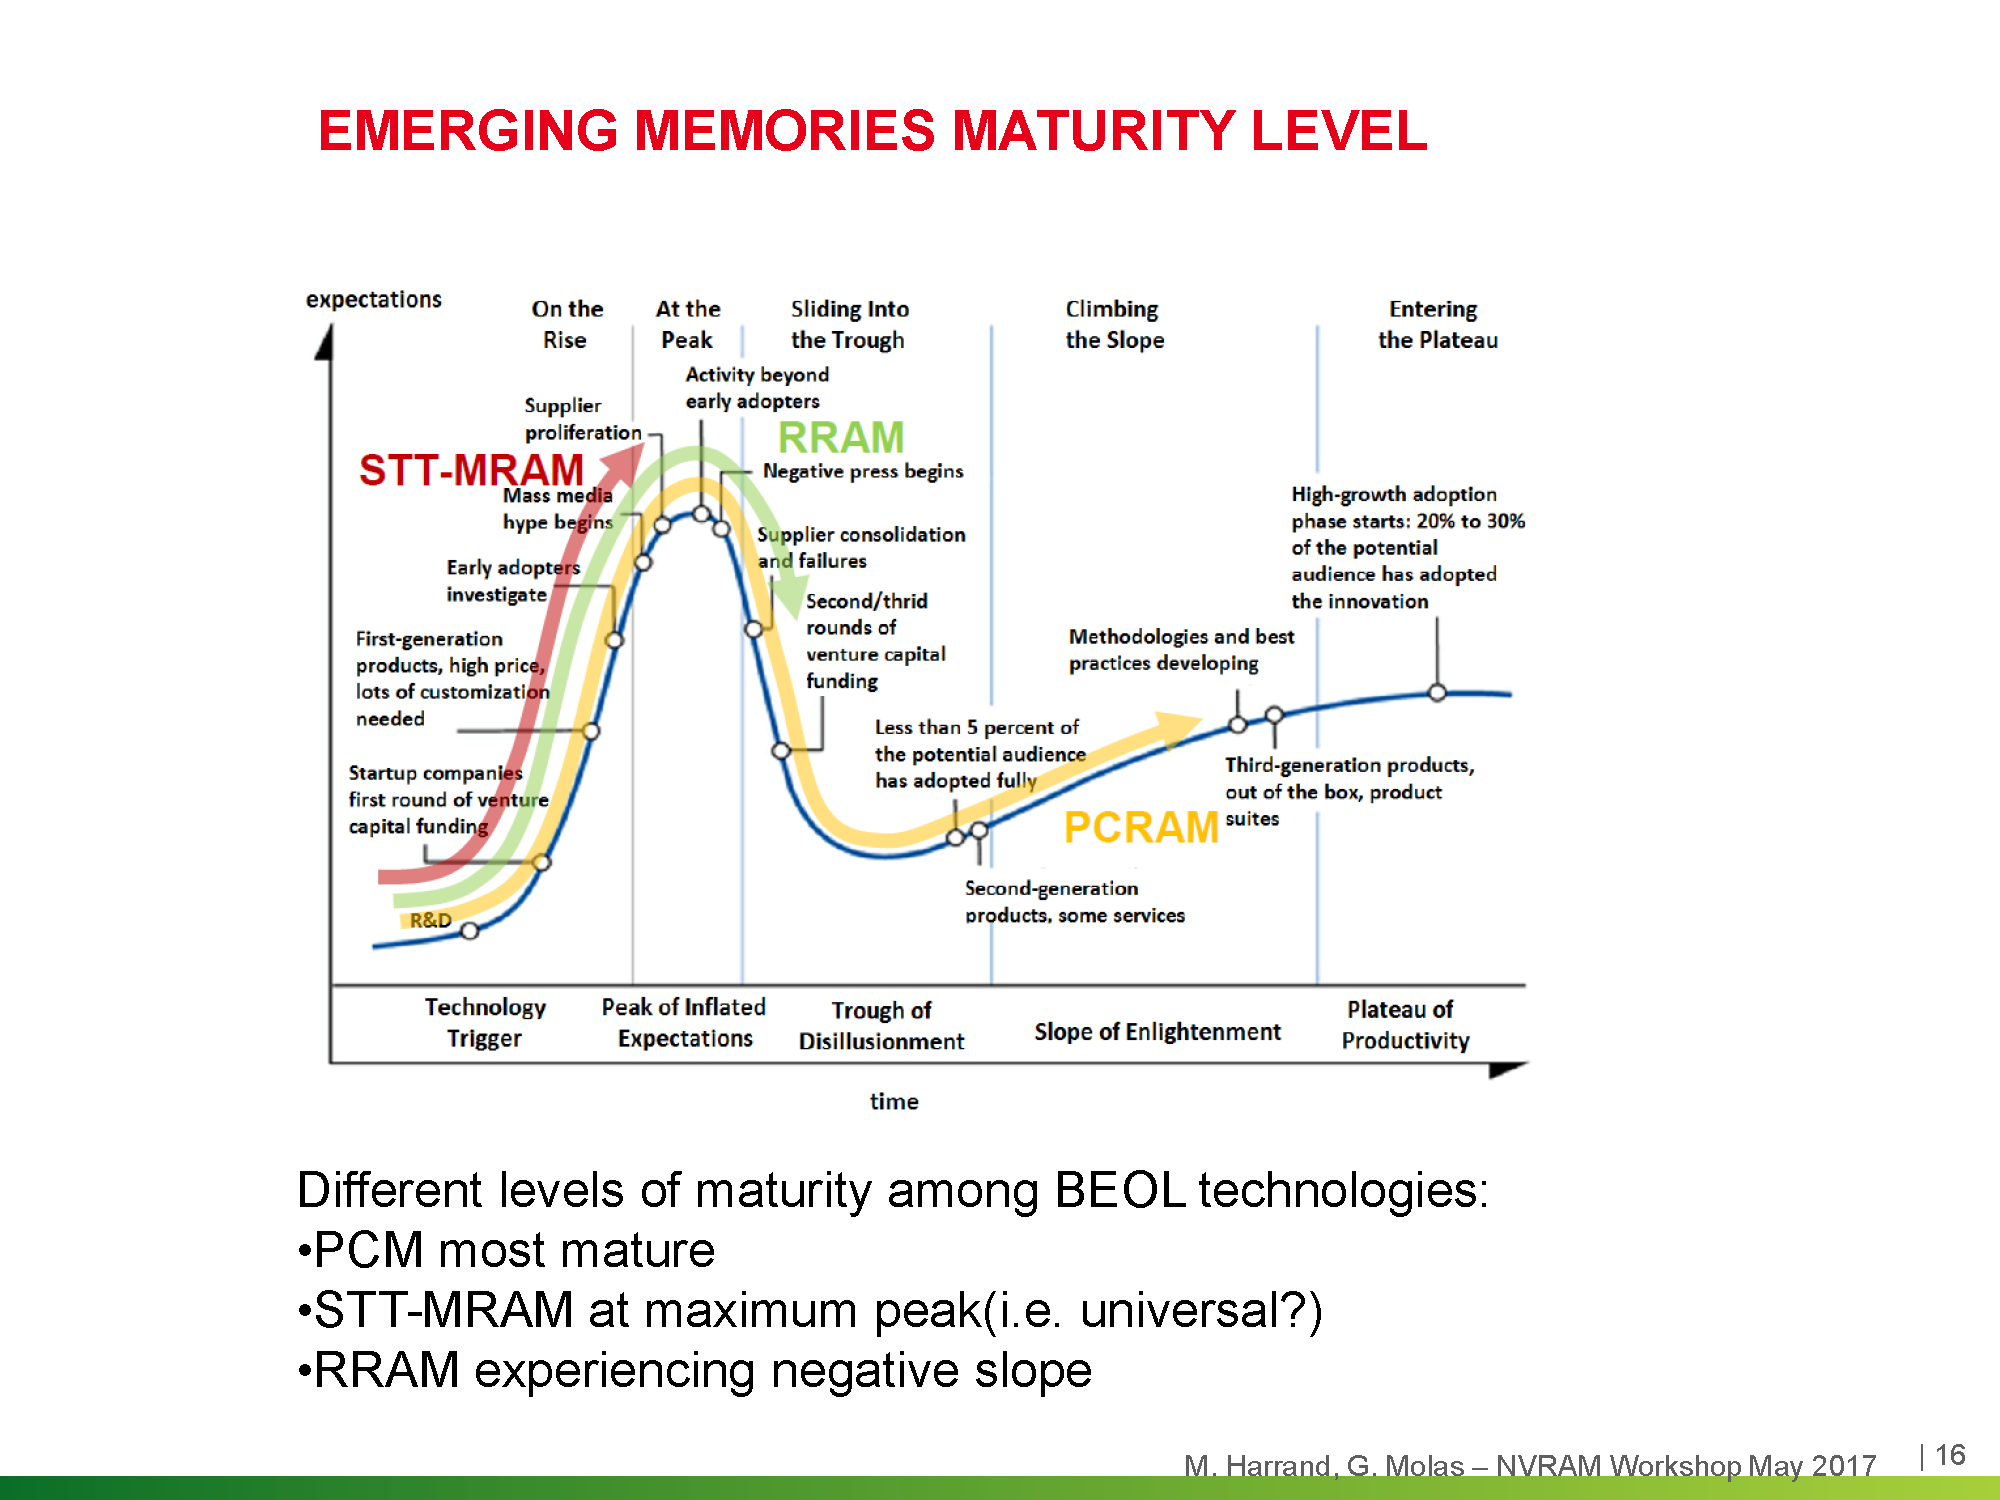 EMERGING MEMORIES MATURITY LEVEL
expectations
On the
Rise
At the
Peak
Sliding Into
the Trough
Climbing
the Slope
Entering
the Plateau
Activity beyond
early adopters
Supplier
proliferation
RRAM
STT-MRAM
Negative press begins
Mass media
hype begins
High-growth adoption
phase starts: 20% to 30%
of the potential
audience has adopted
the innovation
Supplier consolidation
and failures
Early adopters
investigate
Second/thrid
rounds of
venture capital
funding
First-generation
products, high price,
lots of customization
needed
Methodologies and best
practices developing
Less than 5 percent of
the potential audience
has adopted fully
Startup companies
first round of venture
capital funding
Third-generation products,
out of the box, product
suites
PCRAM
Second-generation
products, some services
R&D
Technology
Trigger
Peak of Inflated
Expectations
Trough of
Disillusionment
Slope of Enlightenment
Plateau of
Productivity
time
Different levels of maturity among BEOL technologies:
•PCM most mature
•STT-MRAM at maximum peak(i.e. universal?)
•RRAM experiencing negative slope
M. Harrand, G. Molas – NVRAM Workshop May 2017
| 16